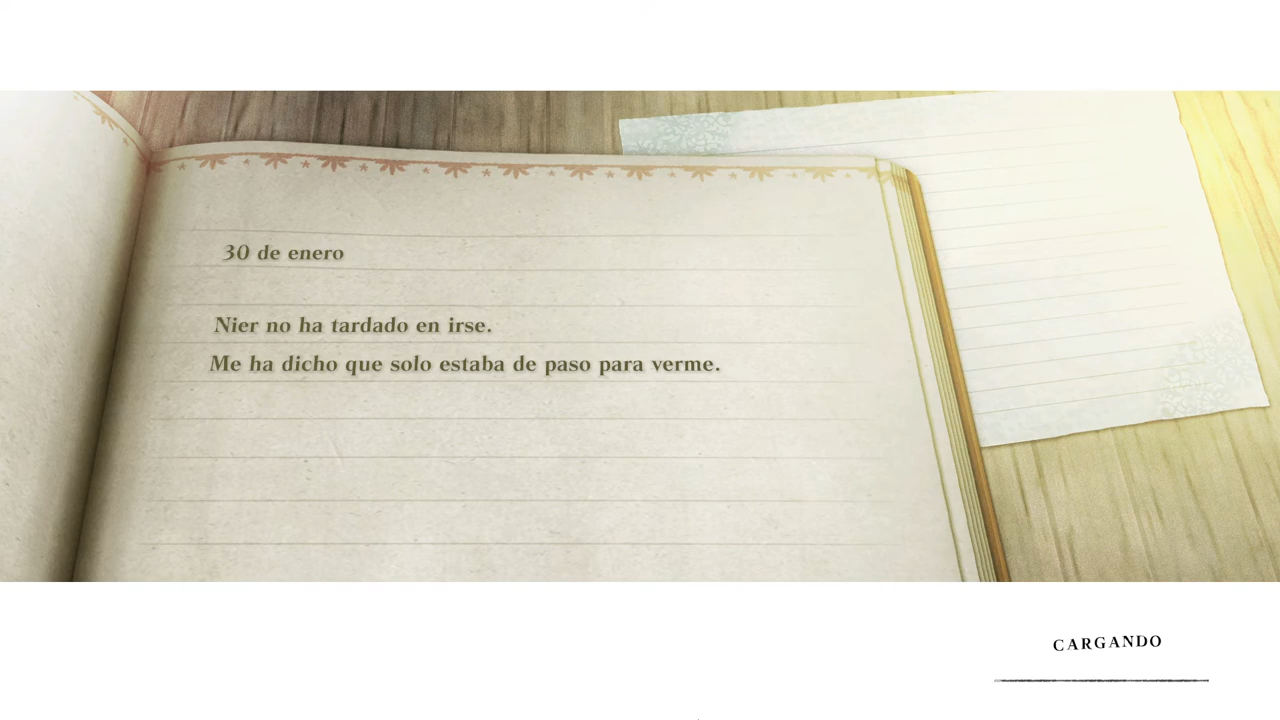 30 de enero
Nier no ha tardado en irse.
Me ha dicho que solo estaba de paso para verme.
CARGANDO